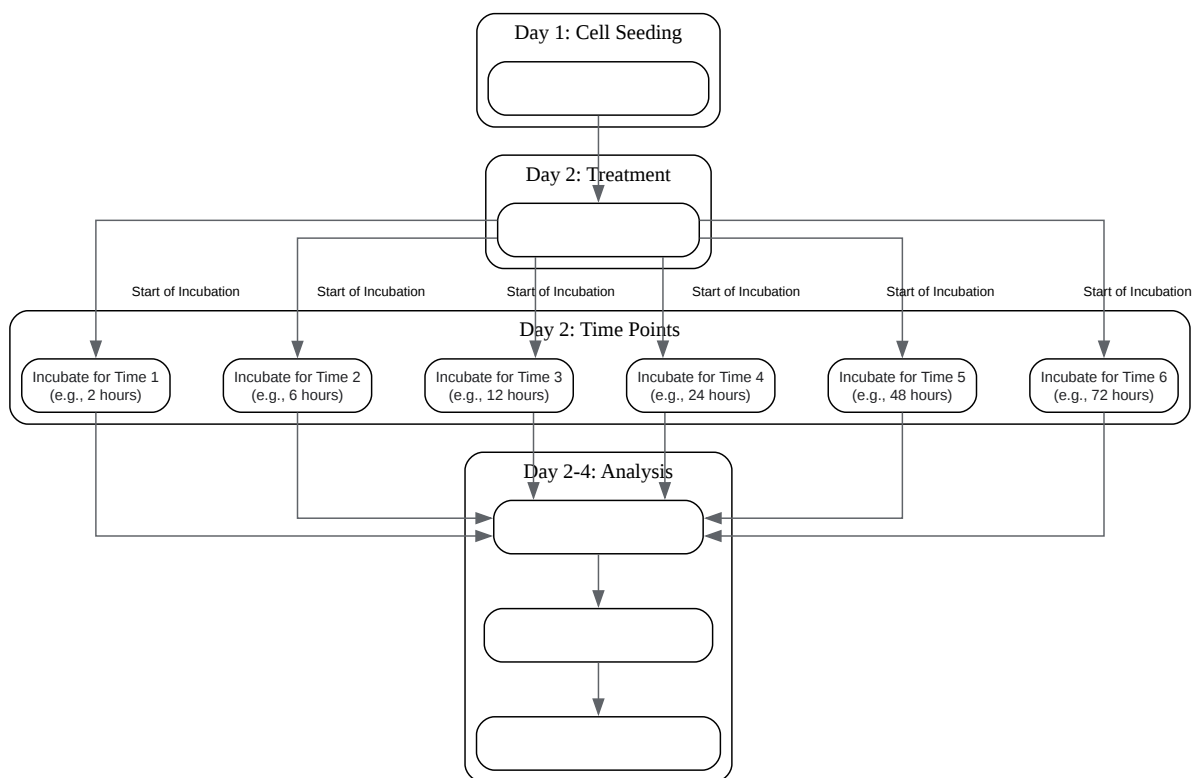 Day 1: Cell Seeding
Day 2: Treatment
Start of Incubation
Start of Incubation
Start of Incubation
Start of Incubation
Start of Incubation
Start of Incubation
Day 2: Time Points
Incubate for Time 1
(e.g., 2 hours)
Incubate for Time 2
(e.g., 6 hours)
Incubate for Time 3
(e.g., 12 hours)
Incubate for Time 4
(e.g., 24 hours)
Incubate for Time 5
(e.g., 48 hours)
Incubate for Time 6
(e.g., 72 hours)
Day 2-4: Analysis